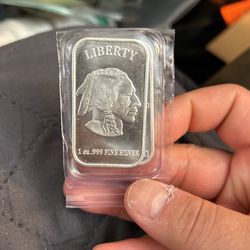 LIBERTY
1 oz .999 FINE SILVER